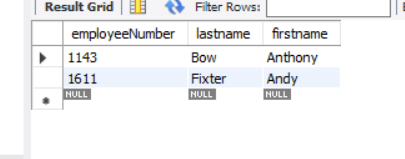 Result Grid Filter Rows:
employeeNumber lastname firstname
1143 Bow Anthony
1611 Fixter Andy
NULL NULL NULL